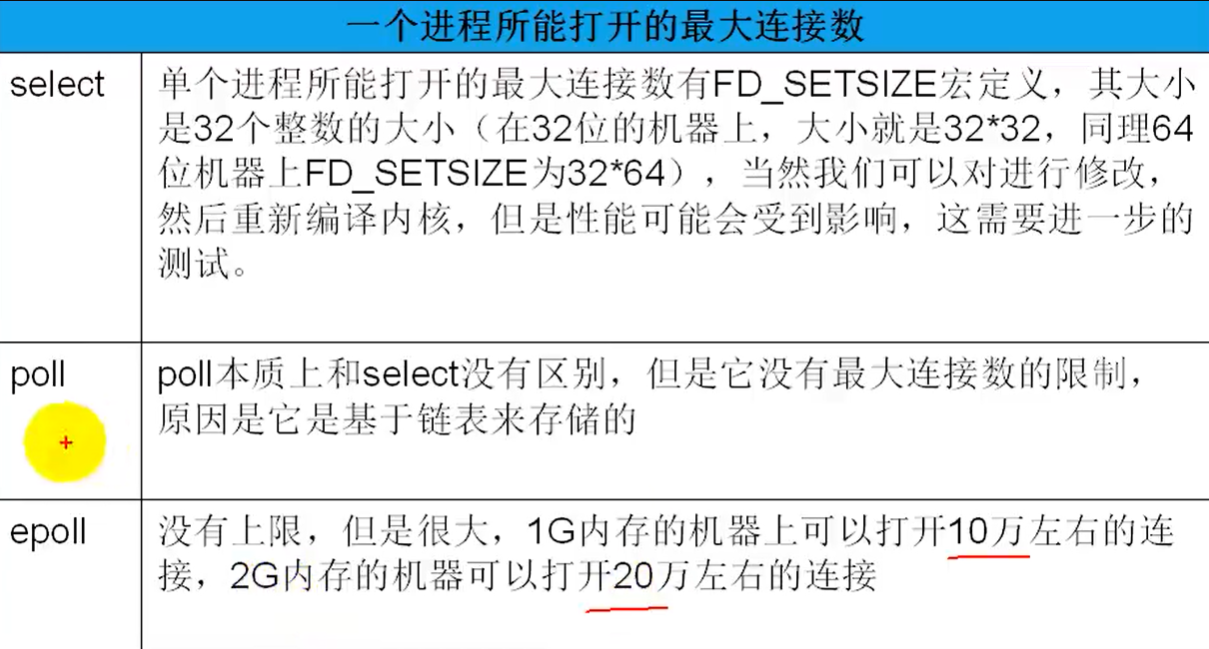 一个进程所能打开的最大连接数
select
单个进程所能打开的最大连接数有FD_SETSIZE宏定义，其大小
是32个整数的大小（在32位的机器上，大小就是32*32，同理64
位机器上FD_SETSIZE为32*64），当然我们可以对进行修改，
然后重新编译内核，但是性能可能会受到影响，这需要进一步的
测试。
poll
poll本质上和select没有区别，但是它没有最大连接数的限制，
原因是它是基于链表来存储的
epoll
没有上限，但是很大，1G内存的机器上可以打开10万左右的连
接，2G内存的机器可以打开20万左右的连接